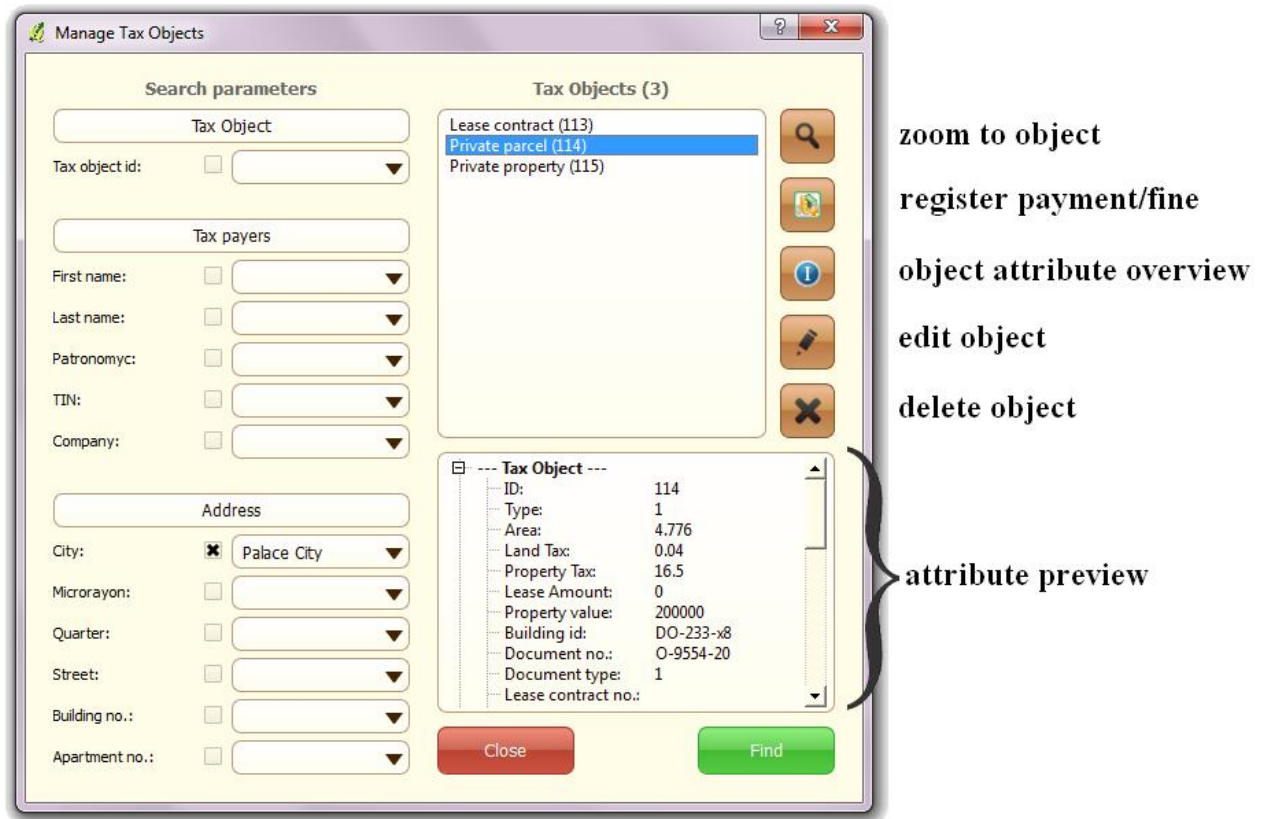 Manage Tax Objects
Search parameters
Tax Object
Tax object id:
Tax payers
First name:
Last name:
Patronomyc:
TIN:
Company:
Address
City: Palace City
Microrayon:
Quarter:
Street:
Building no.:
Apartment no.:
Tax Objects (3)
Lease contract (113)
Private parcel (114)
Private property (115)
--- Tax Object ---
ID: 114
Type: 1
Area: 4.776
Land Tax: 0.04
Property Tax: 16.5
Lease Amount: 0
Property value: 200000
Building id: DO-233-x8
Document no.: O-9554-20
Document type: 1
Lease contract no.:
Close
Find
zoom to object
register payment/fine
object attribute overview
edit object
delete object
attribute preview